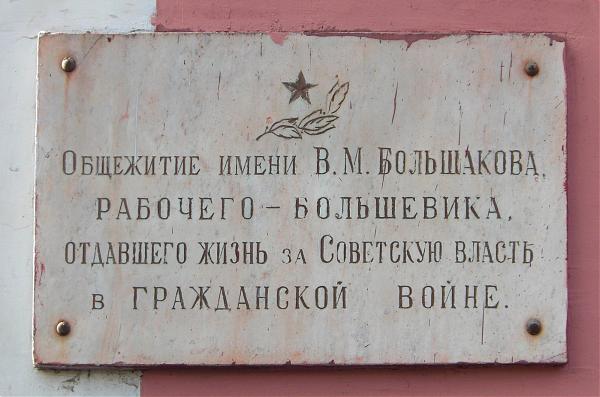 Общежитие имени В.М. Большакова,
рабочего – большевика,
отдавшего жизнь за Советскую власть
в гражданской войне.